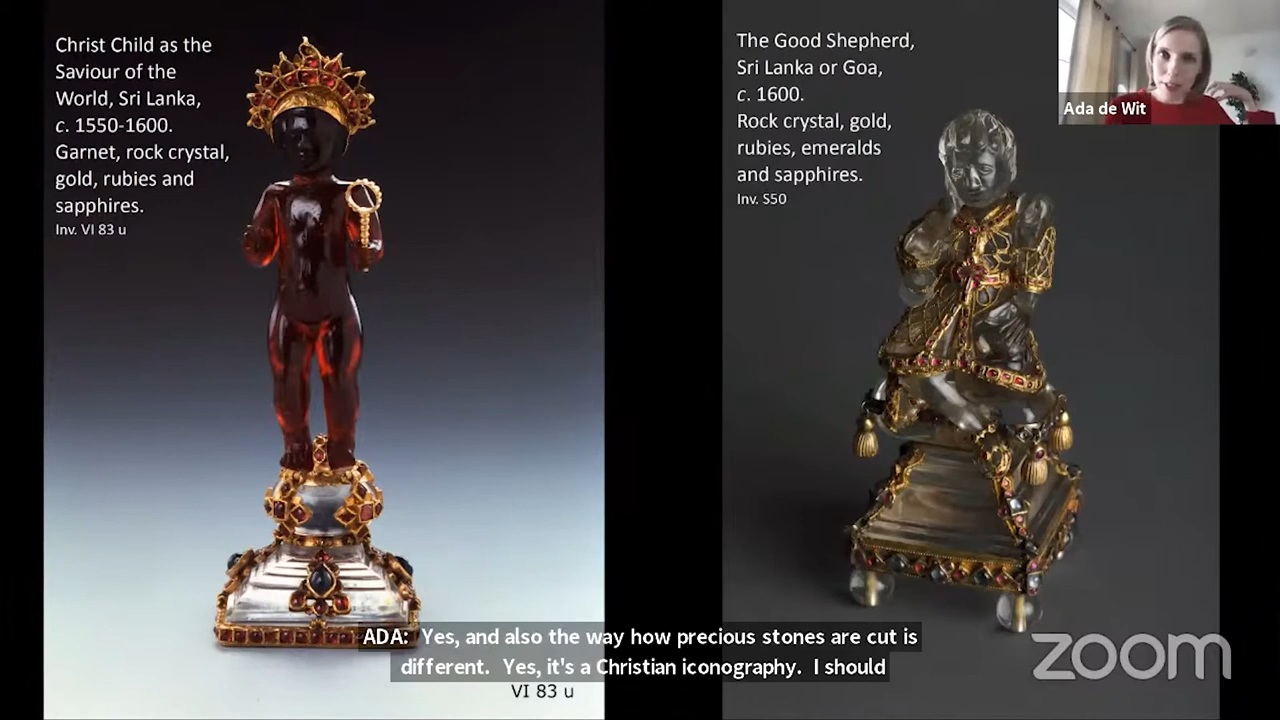 Christ Child as the
Saviour of the
World, Sri Lanka,
c. 1550-1600.
Garnet, rock crystal,
gold, rubies and
sapphires.
Inv. VI 83 u
The Good Shepherd,
Sri Lanka or Goa,
c. 1600.
Rock crystal, gold,
rubies, emeralds
and sapphires.
Inv. S50
Ada de Wit
ADA: Yes, and also the way how precious stones are cut is
different. Yes, it's a Christian iconography. I should
VI 83 u
zoom